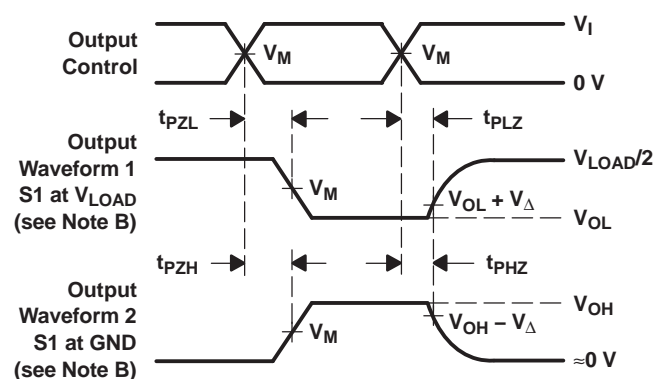 Output
Control
V_M
V_M
V_I
0 V
t_PZL
t_PLZ
Output
Waveform 1
S1 at V_LOAD
(see Note B)
V_M
V_LOAD/2
V_OL + V_Δ
V_OL
t_PZH
t_PHZ
Output
Waveform 2
S1 at GND
(see Note B)
V_M
V_OH
V_OH − V_Δ
≈0 V